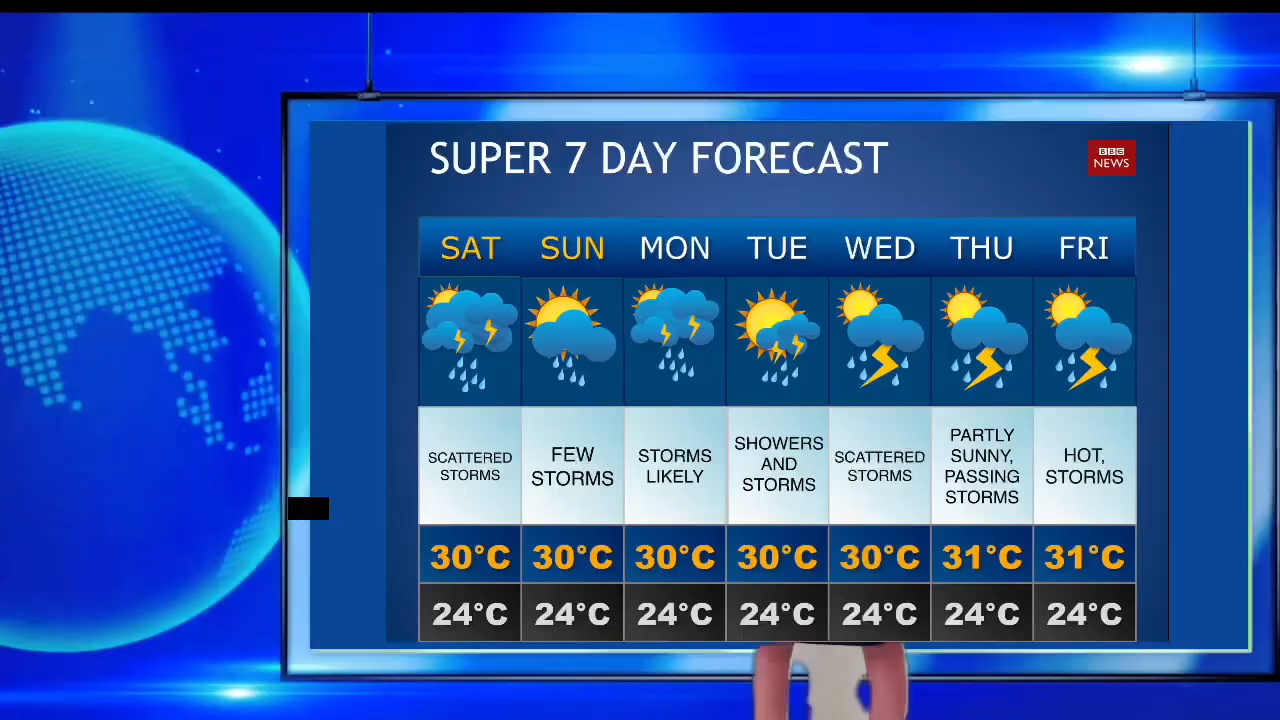 SUPER 7 DAY FORECAST
BBC
NEWS
SAT SUN MON TUE WED THU FRI
SCATTERED
STORMS
FEW
STORMS
STORMS
LIKELY
SHOWERS
AND
STORMS
SCATTERED
STORMS
PARTLY
SUNNY,
PASSING
STORMS
HOT,
STORMS
30°C 30°C 30°C 30°C 30°C 31°C 31°C
24°C 24°C 24°C 24°C 24°C 24°C 24°C